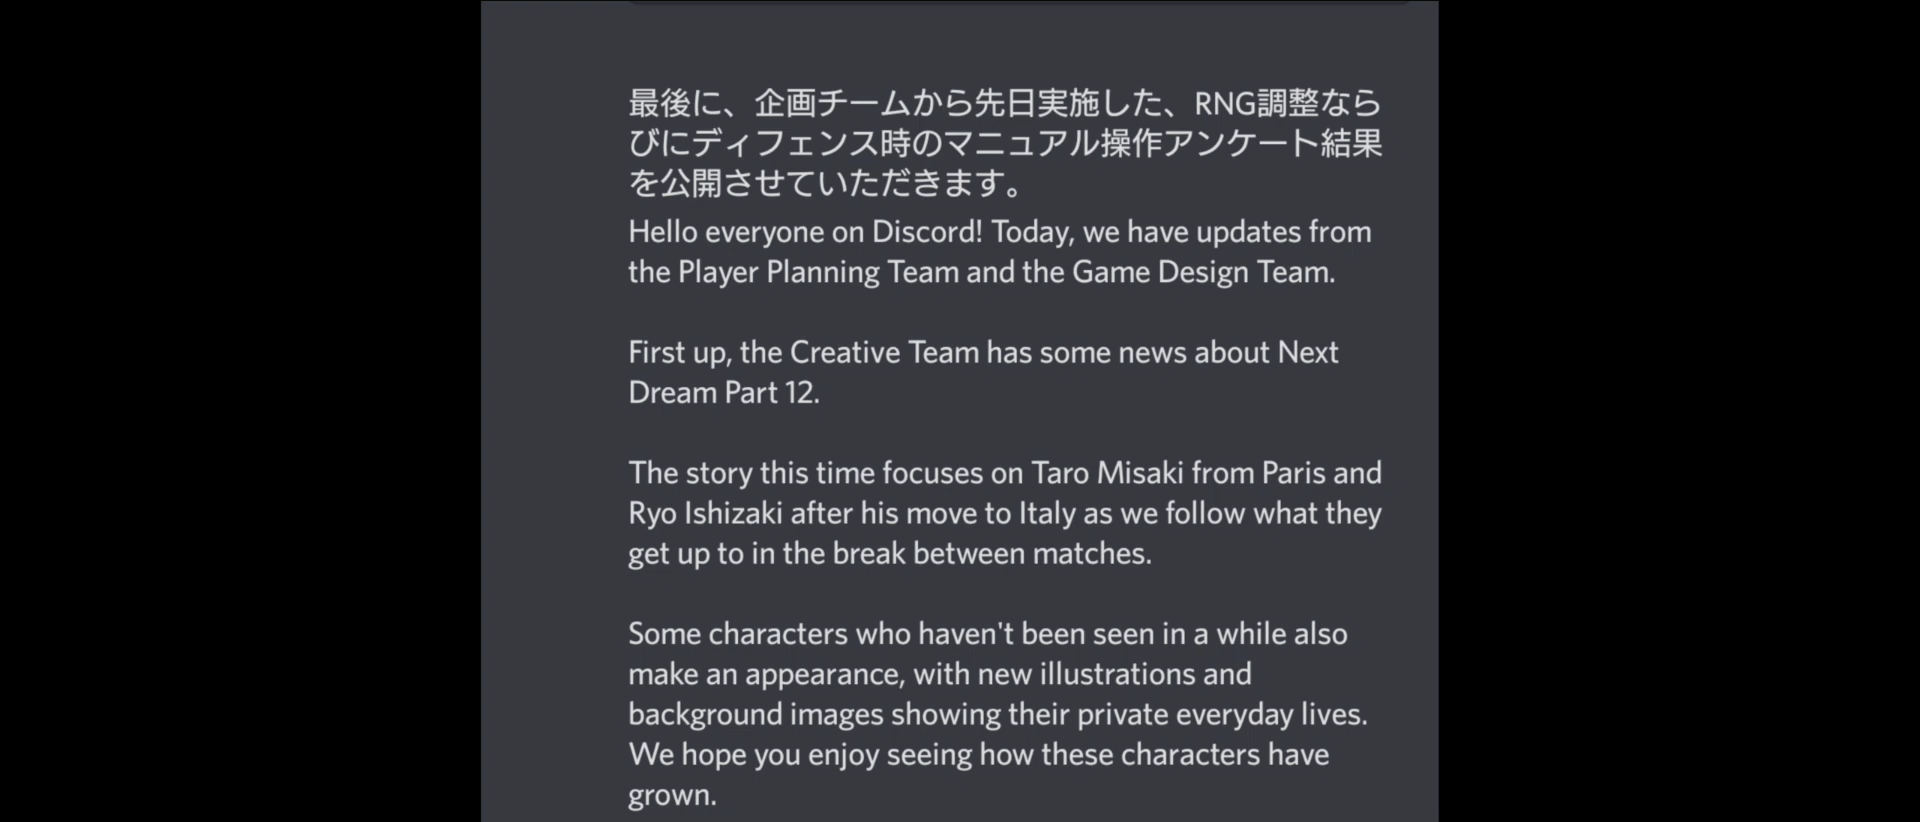 最後に、企画チームから先日実施した、RNG調整なら
びにディフェンス時のマニュアル操作アンケート結果
を公開させていただきます。
Hello everyone on Discord! Today, we have updates from
the Player Planning Team and the Game Design Team.
First up, the Creative Team has some news about Next
Dream Part 12.
The story this time focuses on Taro Misaki from Paris and
Ryo Ishizaki after his move to Italy as we follow what they
get up to in the break between matches.
Some characters who haven't been seen in a while also
make an appearance, with new illustrations and
background images showing their private everyday lives.
We hope you enjoy seeing how these characters have
grown.